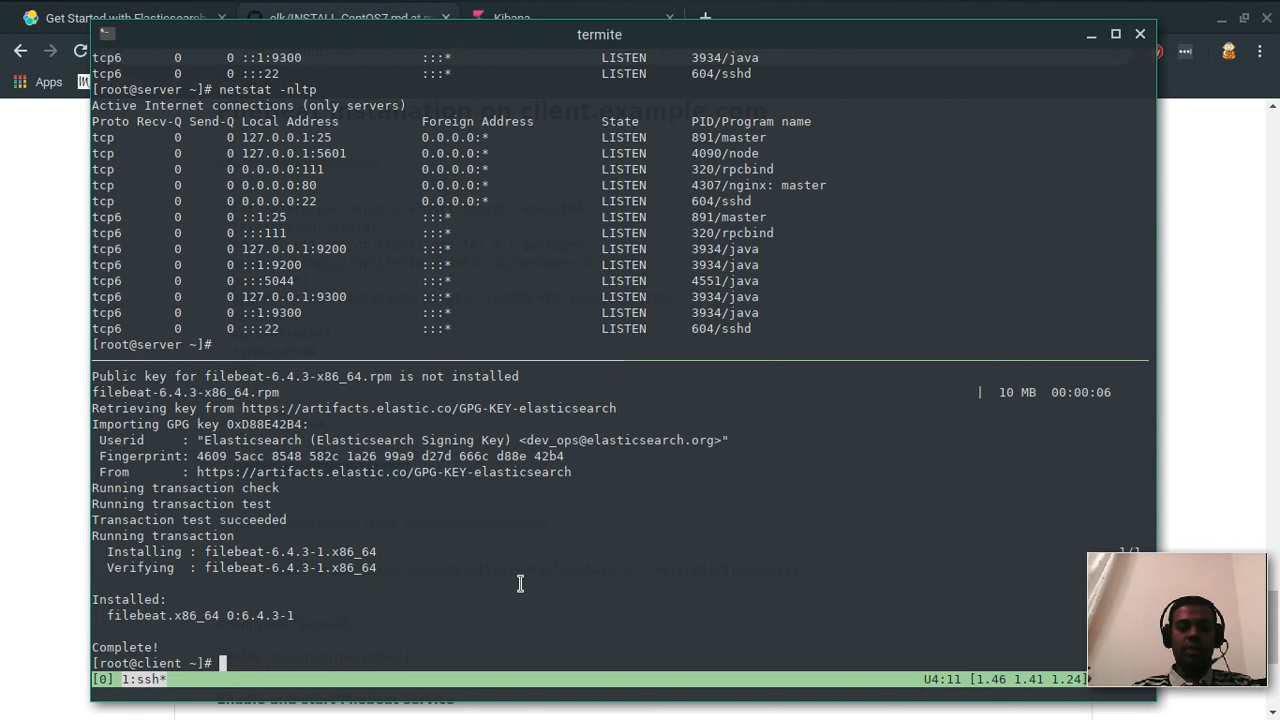 Get Started with Elasticsearch
elk/INSTALL_CentOS7.md at m
Kibana
termite
Apps
tcp6 0 0 ::1:9300 :::* LISTEN 3934/java
tcp6 0 0 :::22 :::* LISTEN 604/sshd
[root@server ~]# netstat -nltp
Active Internet connections (only servers)
Proto Recv-Q Send-Q Local Address Foreign Address State PID/Program name
tcp 0 0 127.0.0.1:25 0.0.0.0:* LISTEN 891/master
tcp 0 0 127.0.0.1:5601 0.0.0.0:* LISTEN 4090/node
tcp 0 0 0.0.0.0:111 0.0.0.0:* LISTEN 320/rpcbind
tcp 0 0 0.0.0.0:80 0.0.0.0:* LISTEN 4307/nginx: master
tcp 0 0 0.0.0.0:22 0.0.0.0:* LISTEN 604/sshd
tcp6 0 0 ::1:25 :::* LISTEN 891/master
tcp6 0 0 :::111 :::* LISTEN 320/rpcbind
tcp6 0 0 127.0.0.1:9200 :::* LISTEN 3934/java
tcp6 0 0 ::1:9200 :::* LISTEN 3934/java
tcp6 0 0 :::5044 :::* LISTEN 4551/java
tcp6 0 0 127.0.0.1:9300 :::* LISTEN 3934/java
tcp6 0 0 ::1:9300 :::* LISTEN 3934/java
tcp6 0 0 :::22 :::* LISTEN 604/sshd
[root@server ~]#
Public key for filebeat-6.4.3-x86_64.rpm is not installed
filebeat-6.4.3-x86_64.rpm | 10 MB 00:00:06
Retrieving key from https://artifacts.elastic.co/GPG-KEY-elasticsearch
Importing GPG key 0xD88E42B4:
Userid : "Elasticsearch (Elasticsearch Signing Key) <dev_ops@elasticsearch.org>"
Fingerprint: 4609 5acc 8548 582c 1a26 99a9 d27d 666c d88e 42b4
From : https://artifacts.elastic.co/GPG-KEY-elasticsearch
Running transaction check
Running transaction test
Transaction test succeeded
Running transaction
Installing : filebeat-6.4.3-1.x86_64 1/1
Verifying : filebeat-6.4.3-1.x86_64
Installed:
filebeat.x86_64 0:6.4.3-1
Complete!
[root@client ~]#
[0] 1:ssh* U4:11 [1.46 1.41 1.24]
Enable and start Filebeat service